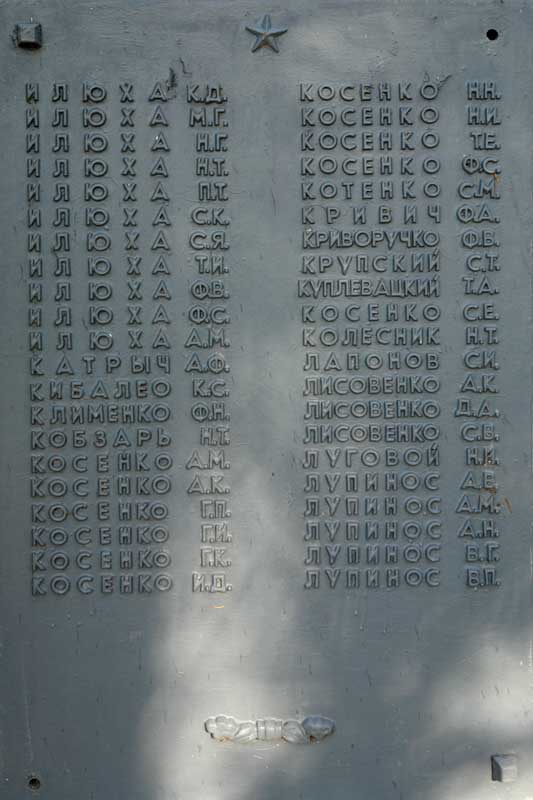 ИЛЮХА К.Д.
ИЛЮХА М.Г.
ИЛЮХА Н.Г.
ИЛЮХА Н.Т.
ИЛЮХА П.Т.
ИЛЮХА С.К.
ИЛЮХА С.Я.
ИЛЮХА Т.И.
ИЛЮХА Ф.В.
ИЛЮХА Ф.С.
ИЛЮХА А.М.
КАТРЫЧ А.Ф.
КИБАЛЕО К.С.
КЛИМЕНКО Ф.Н.
КОБЗАРЬ Н.Т.
КОСЕНКО А.М.
КОСЕНКО А.К.
КОСЕНКО Г.П.
КОСЕНКО Г.И.
КОСЕНКО Г.К.
КОСЕНКО И.Д.
КОСЕНКО Н.Н.
КОСЕНКО Н.И.
КОСЕНКО Т.Е.
КОСЕНКО Ф.С.
КОТЕНКО С.М.
КРИВИЧ Ф.А.
КРИВОРУЧКО Ф.Б.
КРУПСКИЙ С.Т.
КУПЛЕВАЦКИЙ Т.А.
КОСЕНКО С.Е.
КОЛЕСНИК Н.Т.
ЛАПОНОВ С.И.
ЛИСОВЕНКО А.К.
ЛИСОВЕНКО Д.А.
ЛИСОВЕНКО С.В.
ЛУГОВОЙ Н.И.
ЛУПИНОС А.Е.
ЛУПИНОС А.М.
ЛУПИНОС А.Н.
ЛУПИНОС В.Г.
ЛУПИНОС В.П.